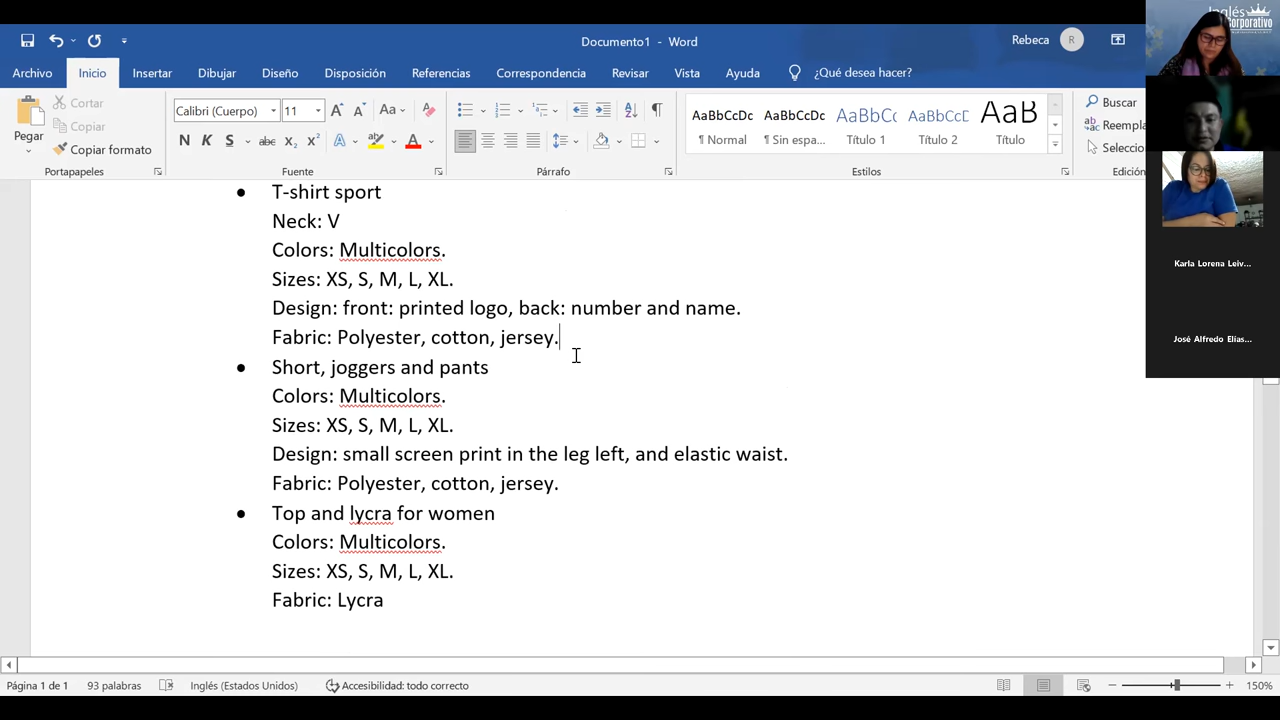 Inglés
Corporativo
Documento1 - Word
Rebeca
R
Archivo
Inicio
Insertar
Dibujar
Diseño
Disposición
Referencias
Correspondencia
Revisar
Vista
Ayuda
¿Qué desea hacer?
Pegar
Cortar
Copiar
Copiar formato
Portapapeles
Calibri (Cuerpo)
11
N K S
Fuente
Párrafo
AaBbCcDc
¶ Normal
AaBbCcDc
¶ Sin espa...
AaBbCc
Título 1
AaBbCcD
Título 2
AaB
Título
Estilos
Buscar
Reempla
Seleccio
Edición
• T-shirt sport
Neck: V
Colors: Multicolors.
Sizes: XS, S, M, L, XL.
Design: front: printed logo, back: number and name.
Fabric: Polyester, cotton, jersey.
• Short, joggers and pants
Colors: Multicolors.
Sizes: XS, S, M, L, XL.
Design: small screen print in the leg left, and elastic waist.
Fabric: Polyester, cotton, jersey.
• Top and lycra for women
Colors: Multicolors.
Sizes: XS, S, M, L, XL.
Fabric: Lycra
Karla Lorena Leiv...
José Alfredo Elías...
Página 1 de 1
93 palabras
Inglés (Estados Unidos)
Accesibilidad: todo correcto
150%